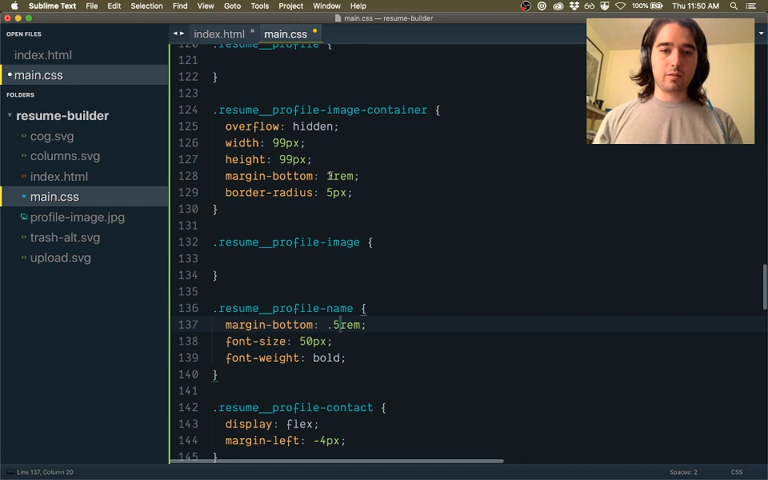 Sublime Text File Edit Selection Find View Goto Tools Project Window Help 100% Thu 11:50 AM
main.css — resume-builder
OPEN FILES
index.html
main.css
FOLDERS
resume-builder
cog.svg
columns.svg
index.html
main.css
profile-image.jpg
trash-alt.svg
upload.svg
index.html main.css
120 .resume__profile {
121
122 }
123
124 .resume__profile-image-container {
125 overflow: hidden;
126 width: 99px;
127 height: 99px;
128 margin-bottom: 1rem;
129 border-radius: 5px;
130 }
131
132 .resume__profile-image {
133
134 }
135
136 .resume__profile-name {
137 margin-bottom: .5rem;
138 font-size: 50px;
139 font-weight: bold;
140 }
141
142 .resume__profile-contact {
143 display: flex;
144 margin-left: -4px;
145 }
Line 137, Column 20 Spaces: 2 CSS